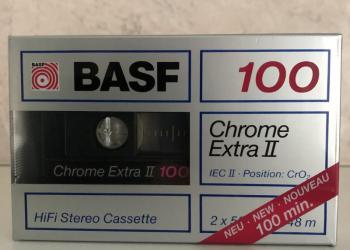 BASF 100
Chrome Extra II 100
Chrome
Extra II
IEC II · Position: CrO₂
HiFi Stereo Cassette
48 m
NEU · NEW · NOUVEAU
100 min.